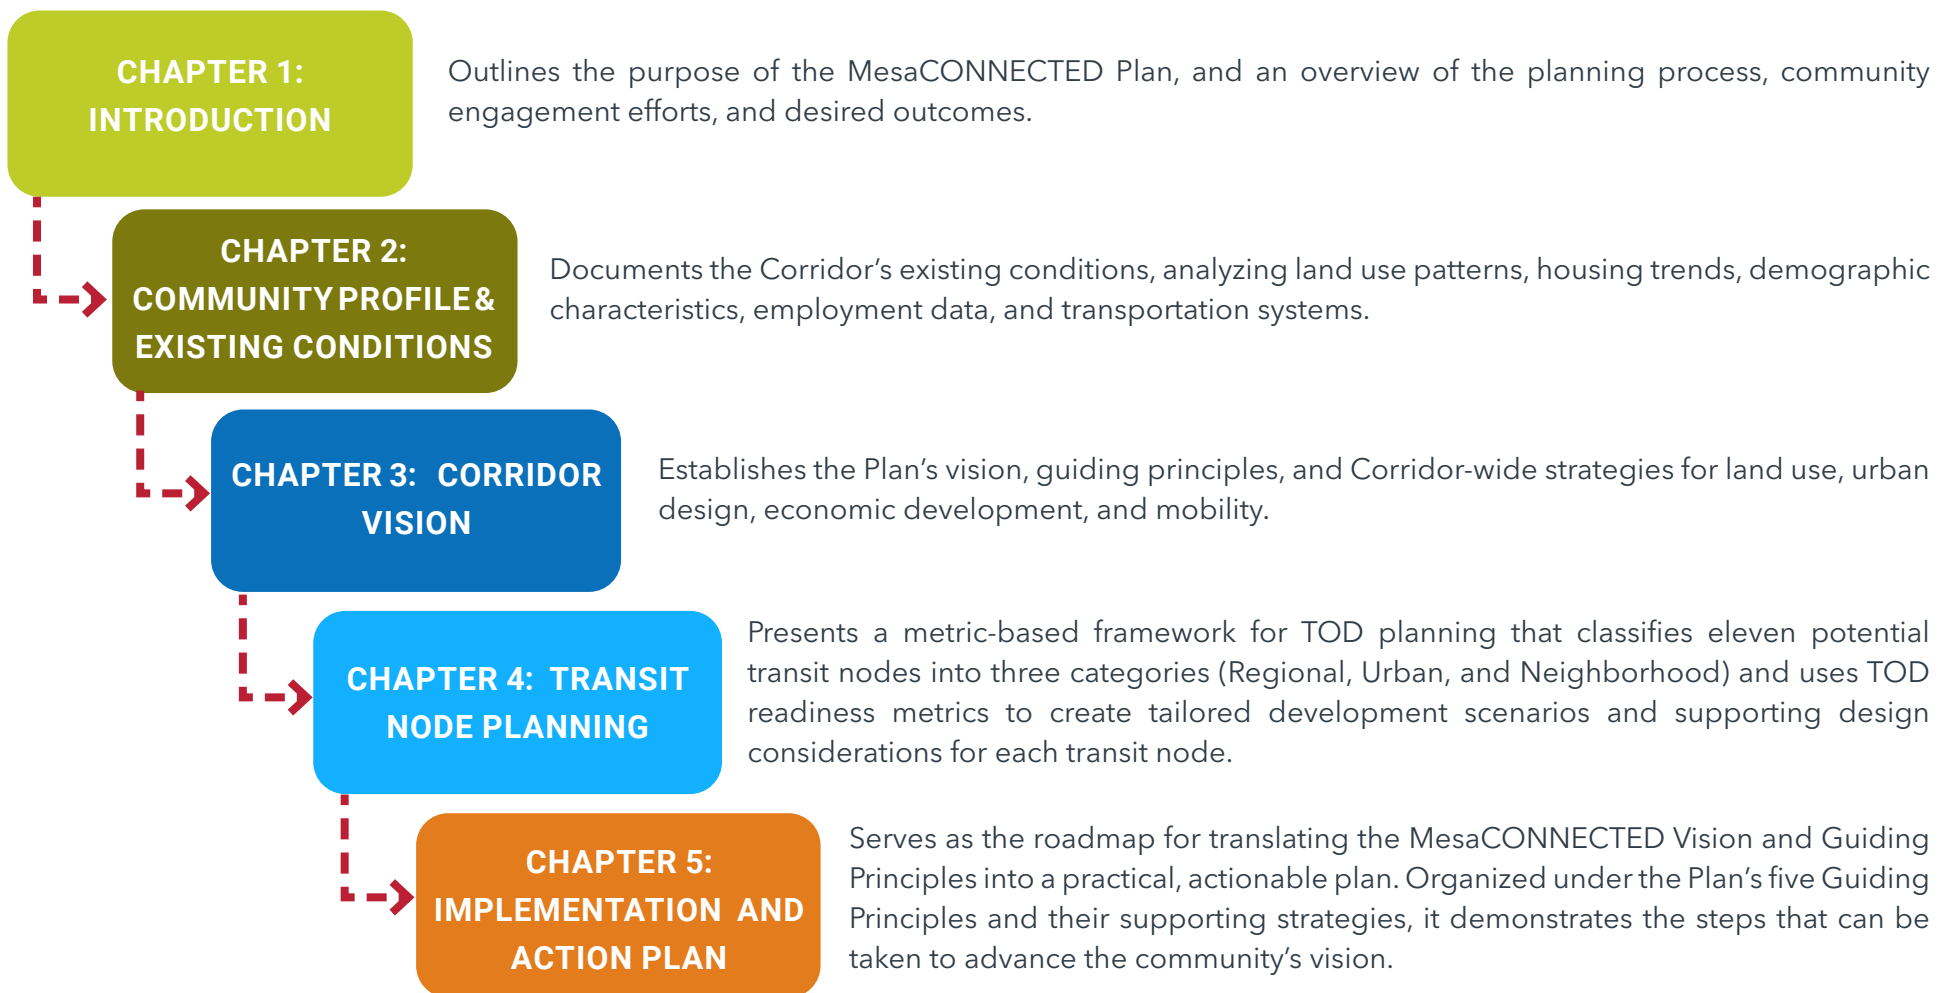 CHAPTER 1:
INTRODUCTION
Outlines the purpose of the MesaCONNECTED Plan, and an overview of the planning process, community
engagement efforts, and desired outcomes.
CHAPTER 2:
COMMUNITY PROFILE &
EXISTING CONDITIONS
Documents the Corridor’s existing conditions, analyzing land use patterns, housing trends, demographic
characteristics, employment data, and transportation systems.
CHAPTER 3: CORRIDOR
VISION
Establishes the Plan’s vision, guiding principles, and Corridor-wide strategies for land use, urban
design, economic development, and mobility.
CHAPTER 4: TRANSIT
NODE PLANNING
Presents a metric-based framework for TOD planning that classifies eleven potential
transit nodes into three categories (Regional, Urban, and Neighborhood) and uses TOD
readiness metrics to create tailored development scenarios and supporting design
considerations for each transit node.
CHAPTER 5:
IMPLEMENTATION AND
ACTION PLAN
Serves as the roadmap for translating the MesaCONNECTED Vision and Guiding
Principles into a practical, actionable plan. Organized under the Plan’s five Guiding
Principles and their supporting strategies, it demonstrates the steps that can be
taken to advance the community’s vision.